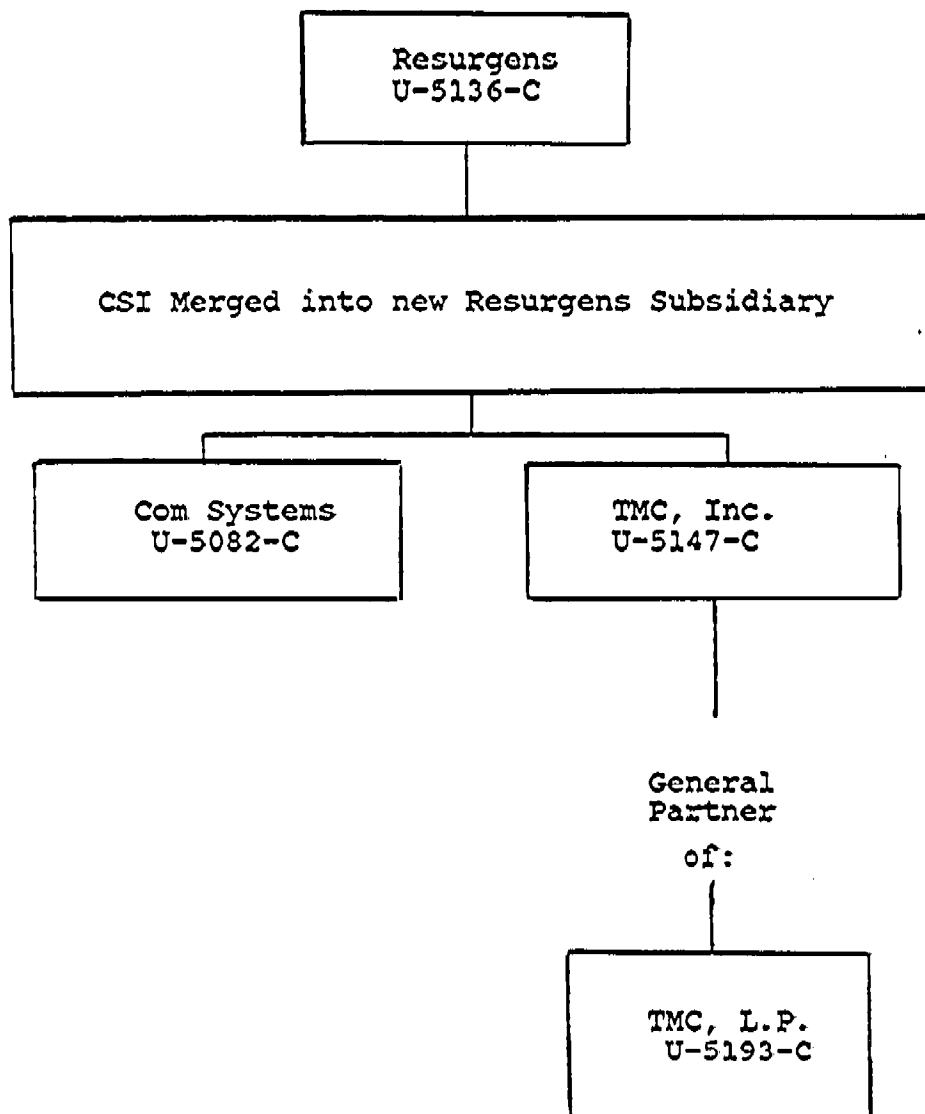 Resurgens
U-5136-C
CSI Merged into new Resurgens Subsidiary
Com Systems
U-5082-C
TMC, Inc.
U-5147-C
General
Partner
of:
TMC, L.P.
U-5193-C